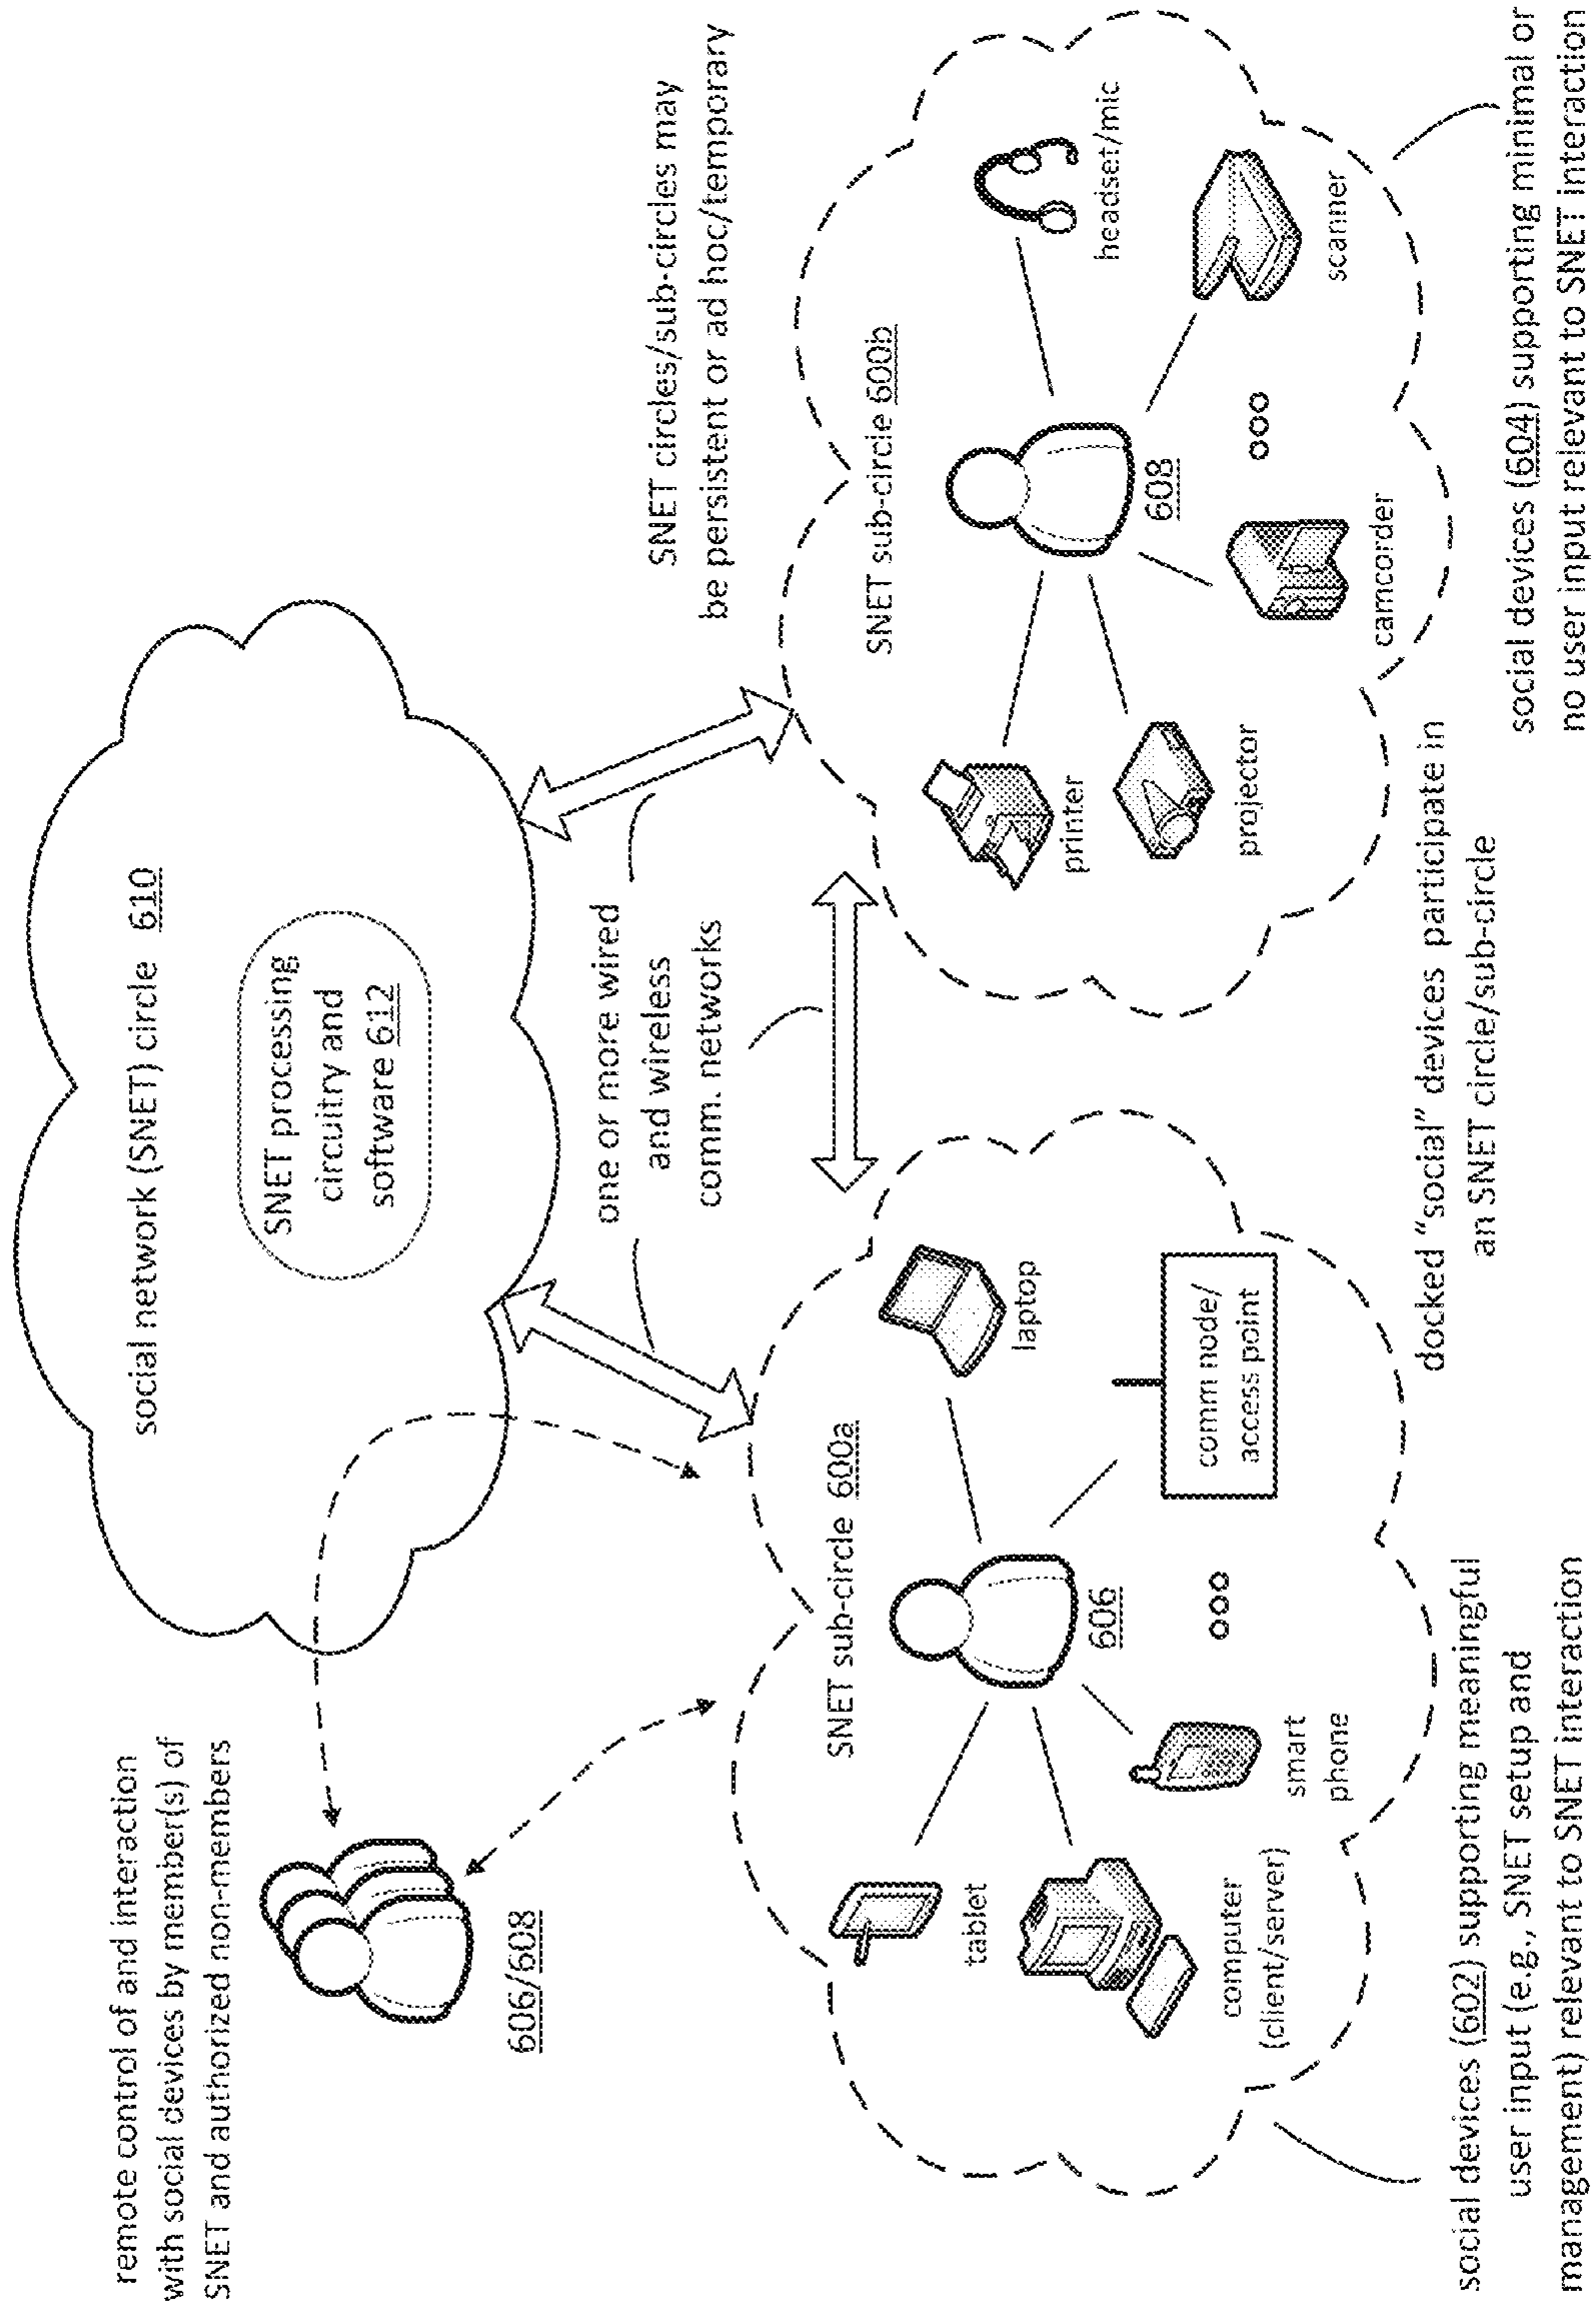 remote control of and interaction
with social devices by member(s) of
SNET and authorized non-members
606/608
social network (SNET) circle 610
SNET processing
circuitry and
software 612
one or more wired
and wireless
comm. networks
SNET circles/sub-circles may
be persistent or ad hoc/temporary
SNET sub-circle 600a
tablet
computer
(client/server)
smart
phone
606
ooo
laptop
comm node/
access point
SNET sub-circle 600b
printer
projector
camcorder
608
ooo
headset/mic
scanner
docked “social” devices participate in
an SNET circle/sub-circle
social devices (602) supporting meaningful
user input (e.g., SNET setup and
management) relevant to SNET interaction
social devices (604) supporting minimal or
no user input relevant to SNET interaction